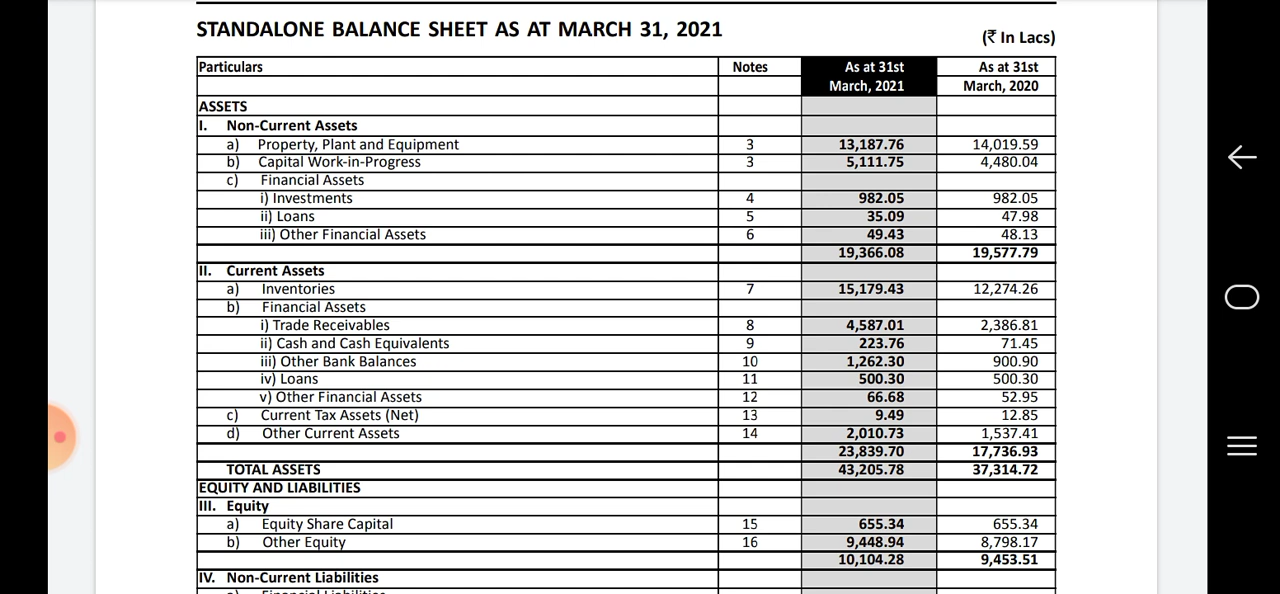 STANDALONE BALANCE SHEET AS AT MARCH 31, 2021
(₹ In Lacs)
Particulars Notes As at 31st As at 31st
March, 2021 March, 2020
ASSETS
I. Non-Current Assets
a) Property, Plant and Equipment 3 13,187.76 14,019.59
b) Capital Work-in-Progress 3 5,111.75 4,480.04
c) Financial Assets
i) Investments 4 982.05 982.05
ii) Loans 5 35.09 47.98
iii) Other Financial Assets 6 49.43 48.13
19,366.08 19,577.79
II. Current Assets
a) Inventories 7 15,179.43 12,274.26
b) Financial Assets
i) Trade Receivables 8 4,587.01 2,386.81
ii) Cash and Cash Equivalents 9 223.76 71.45
iii) Other Bank Balances 10 1,262.30 900.90
iv) Loans 11 500.30 500.30
v) Other Financial Assets 12 66.68 52.95
c) Current Tax Assets (Net) 13 9.49 12.85
d) Other Current Assets 14 2,010.73 1,537.41
23,839.70 17,736.93
TOTAL ASSETS 43,205.78 37,314.72
EQUITY AND LIABILITIES
III. Equity
a) Equity Share Capital 15 655.34 655.34
b) Other Equity 16 9,448.94 8,798.17
10,104.28 9,453.51
IV. Non-Current Liabilities